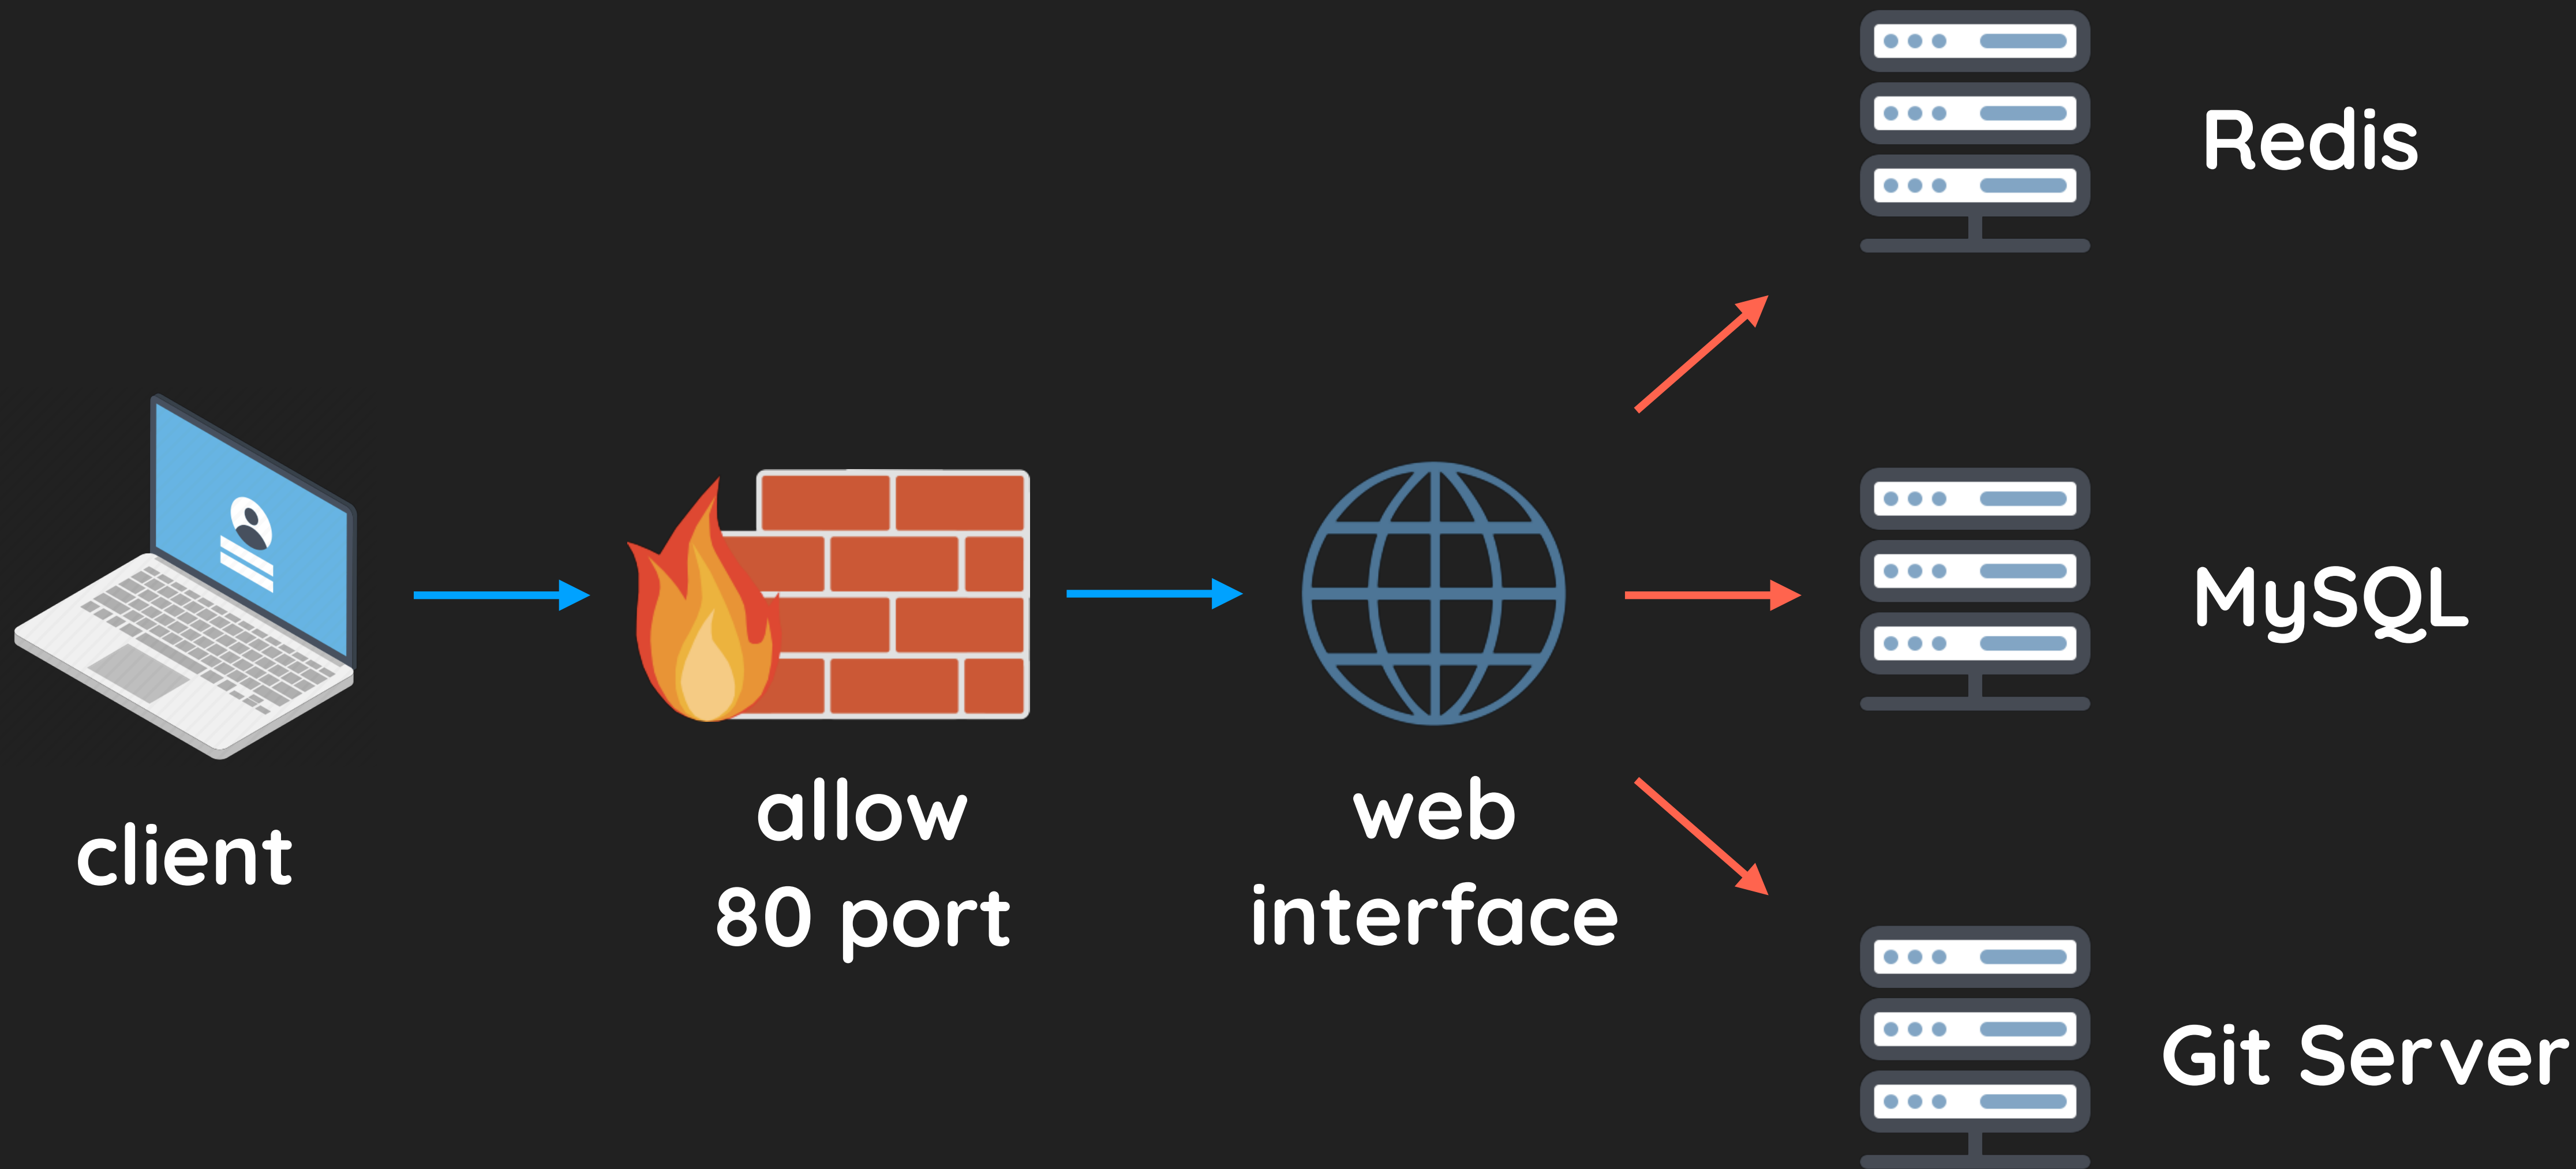 client
allow
80 port
web
interface
Redis
MySQL
Git Server